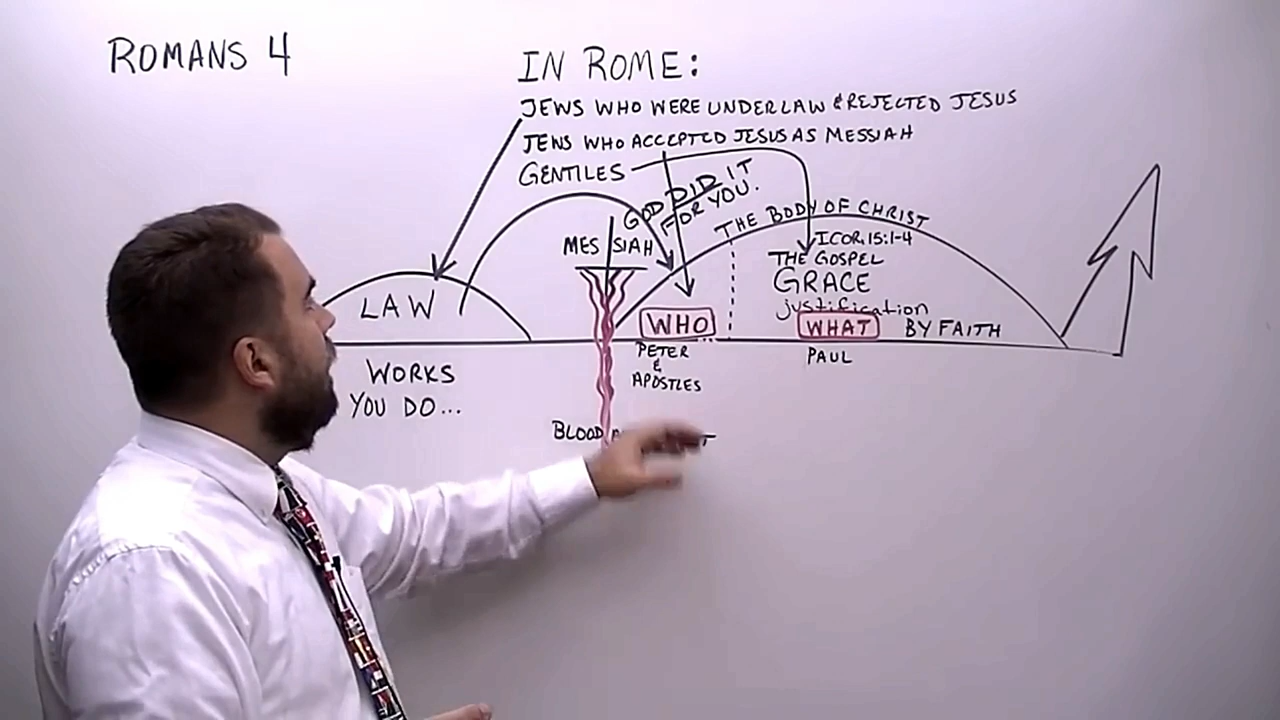 ROMANS 4
IN ROME:
JEWS WHO WERE UNDER LAW & REJECTED JESUS
JEWS WHO ACCEPTED JESUS AS MESSIAH
GENTILES
GOD DID IT
FOR YOU.
THE BODY OF CHRIST
MESSIAH
I COR. 15:1-4
THE GOSPEL
GRACE
justification
LAW
WHO
WHAT BY FAITH
PETER
&
APOSTLES
PAUL
WORKS
YOU DO...
BLOOD